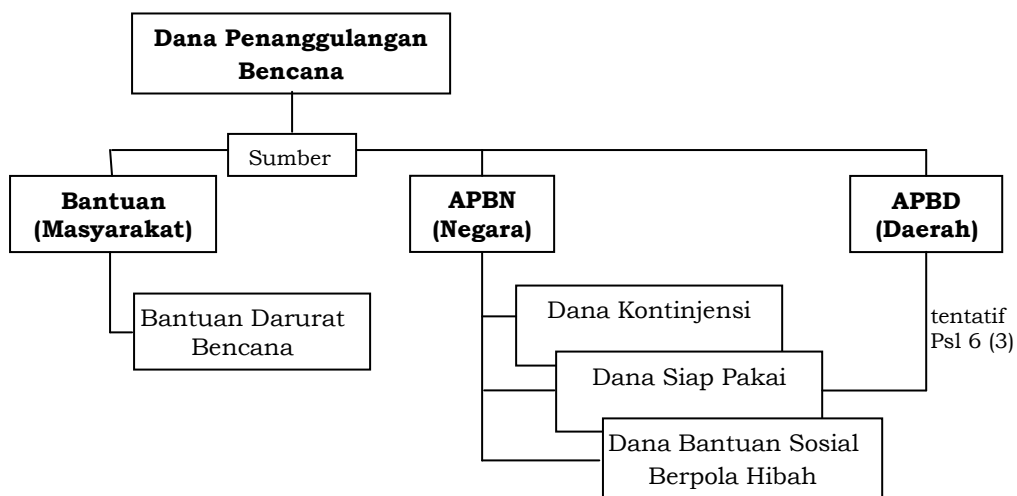 Dana Penanggulangan
Bencana
Sumber
Bantuan
(Masyarakat)
APBN
(Negara)
APBD
(Daerah)
Bantuan Darurat
Bencana
Dana Kontinjensi
tentatif
Psl 6 (3)
Dana Siap Pakai
Dana Bantuan Sosial
Berpola Hibah